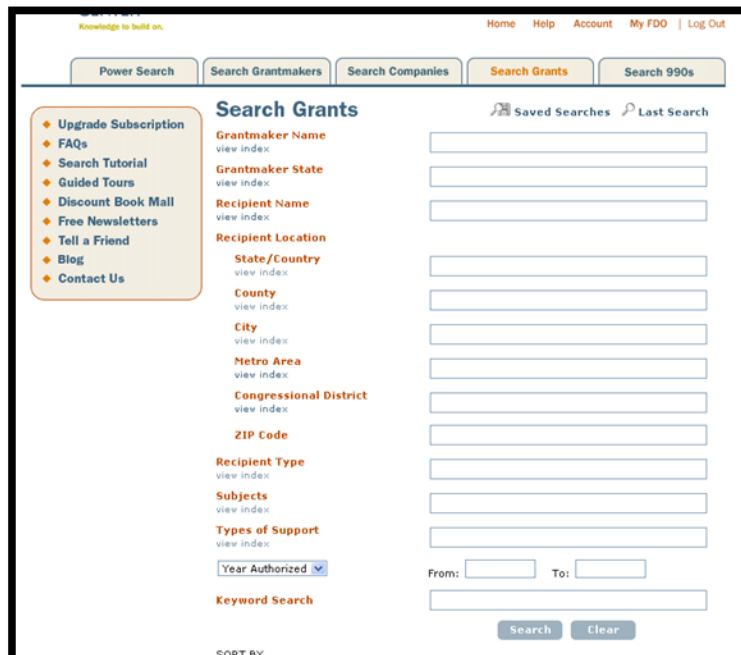 Knowledge to build on.
Home Help Account My FDO | Log Out
Power Search Search Grantmakers Search Companies Search Grants Search 990s
Upgrade Subscription
FAQs
Search Tutorial
Guided Tours
Discount Book Mall
Free Newsletters
Tell a Friend
Blog
Contact Us
Search Grants
Saved Searches Last Search
Grantmaker Name
view index
Grantmaker State
view index
Recipient Name
view index
Recipient Location
State/Country
view index
County
view index
City
view index
Metro Area
view index
Congressional District
view index
ZIP Code
Recipient Type
view index
Subjects
view index
Types of Support
view index
Year Authorized From: To:
Keyword Search
Search Clear
SORT BY